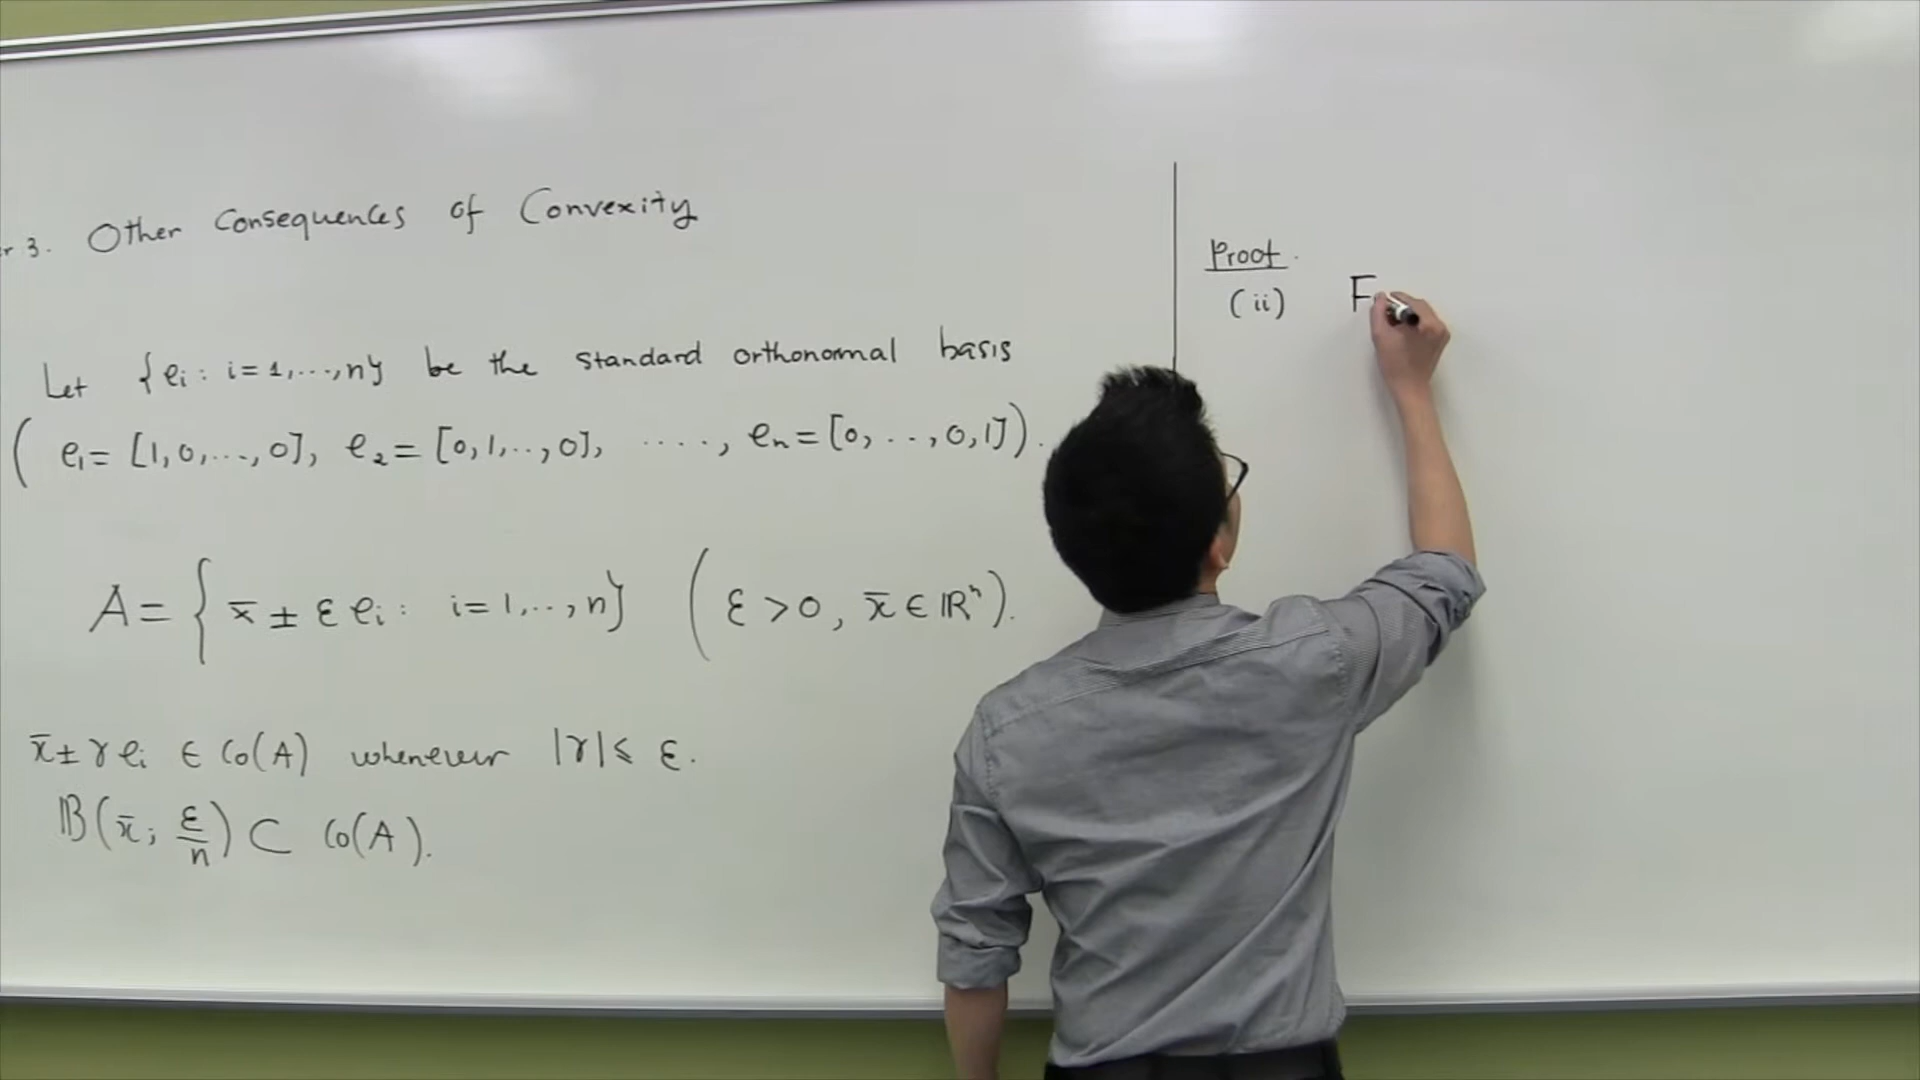 r 3. Other Consequences of Convexity
Let {eᵢ : i=1,...,n} be the standard orthonormal basis
( e₁ = [1,0,...,0], e₂ = [0,1,..,0], ...., eₙ = [0,..,0,1] ).
A = { x̄ ± ε eᵢ : i=1,..,n } ( ε > 0, x̄ ∈ ℝⁿ ).
x̄ ± γ eᵢ ∈ co(A) whenever |γ| ≤ ε.
𝔹(x̄; ε/n) ⊂ co(A).
Proof.
(ii) F